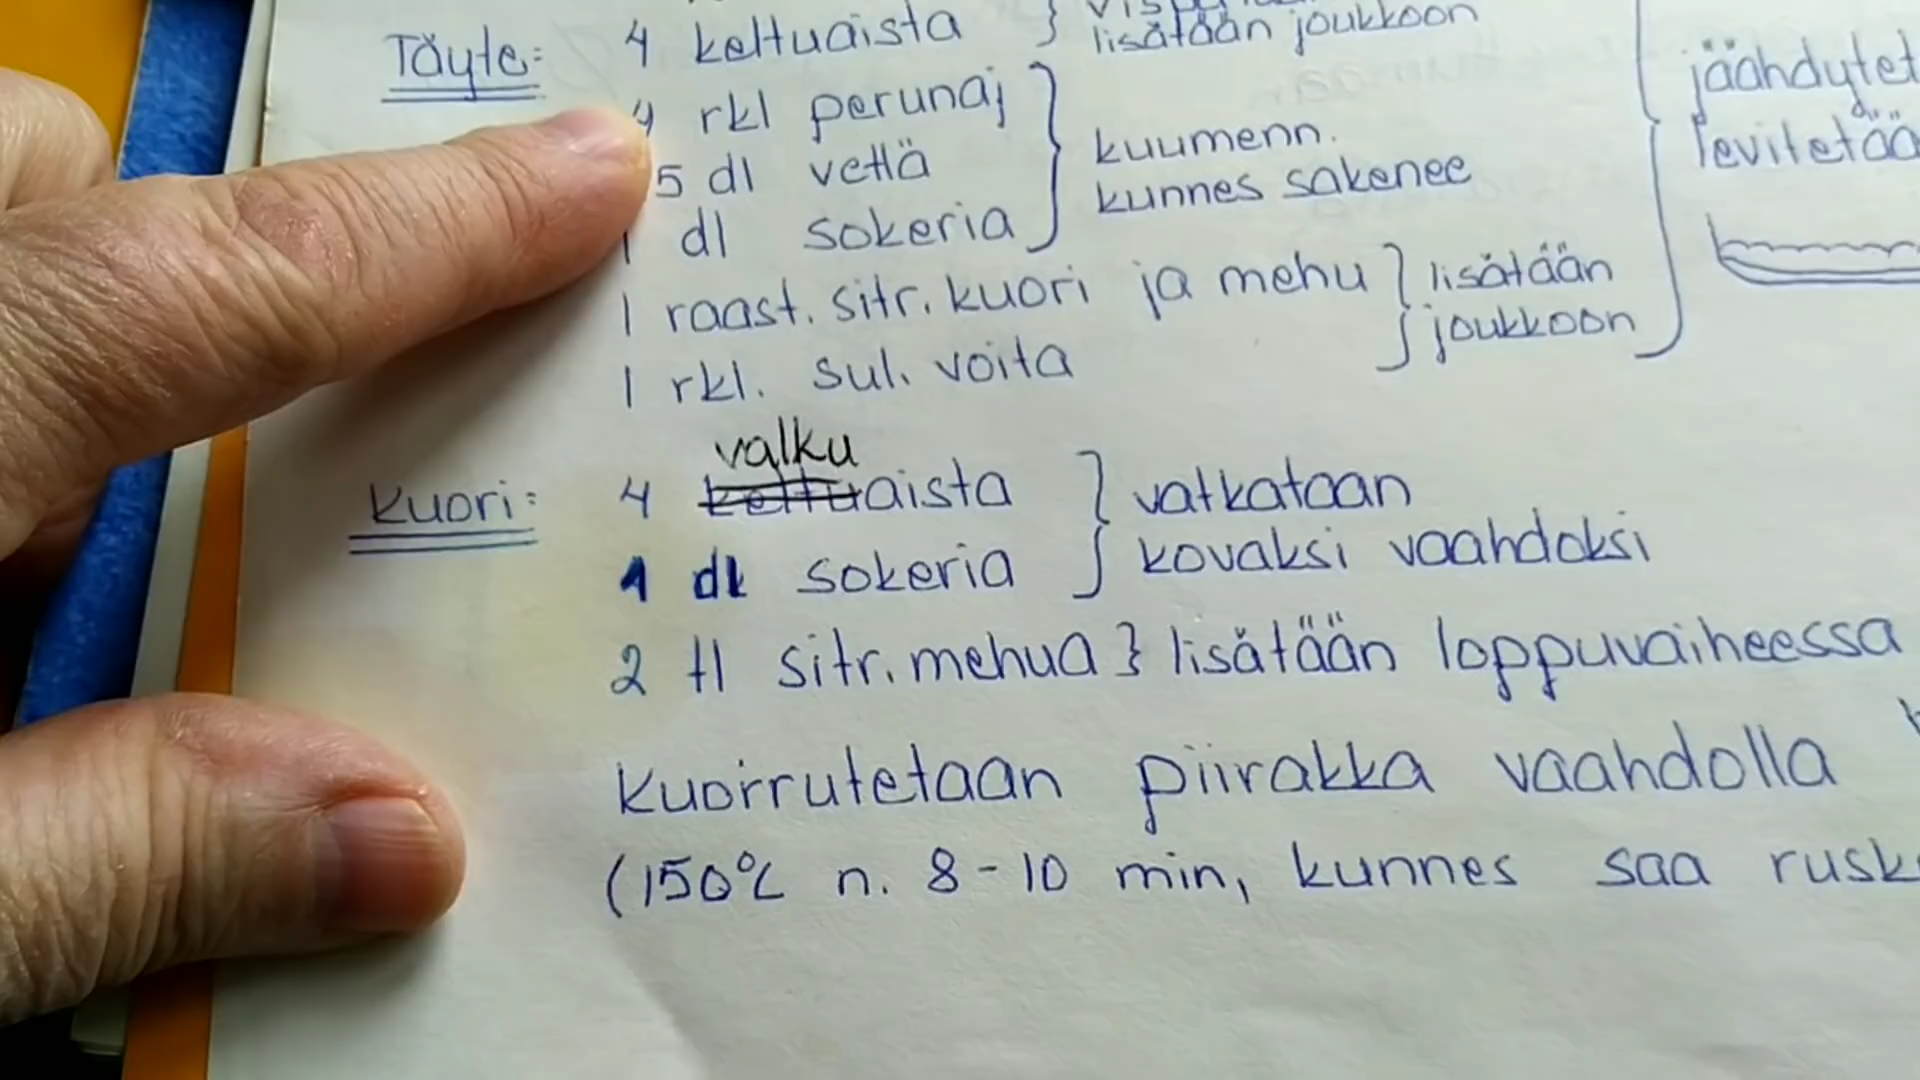 Täyte: 4 keltuaista } lisätään joukkoon
4 rkl perunaj
5 dl vettä
1 dl sokeria } kuumenn. kunnes sakenee
1 raast. sitr. kuori ja mehu
1 rkl. sul. voita } lisätään joukkoon
jäähdytet
levitetää
valku
Kuori: 4 keltuaista
1 dl sokeria } vatkataan kovaksi vaahdoksi
2 tl sitr. mehua } lisätään loppuvaiheessa
Kuorrutetaan piirakka vaahdolla
(150°C n. 8-10 min, kunnes saa rusk